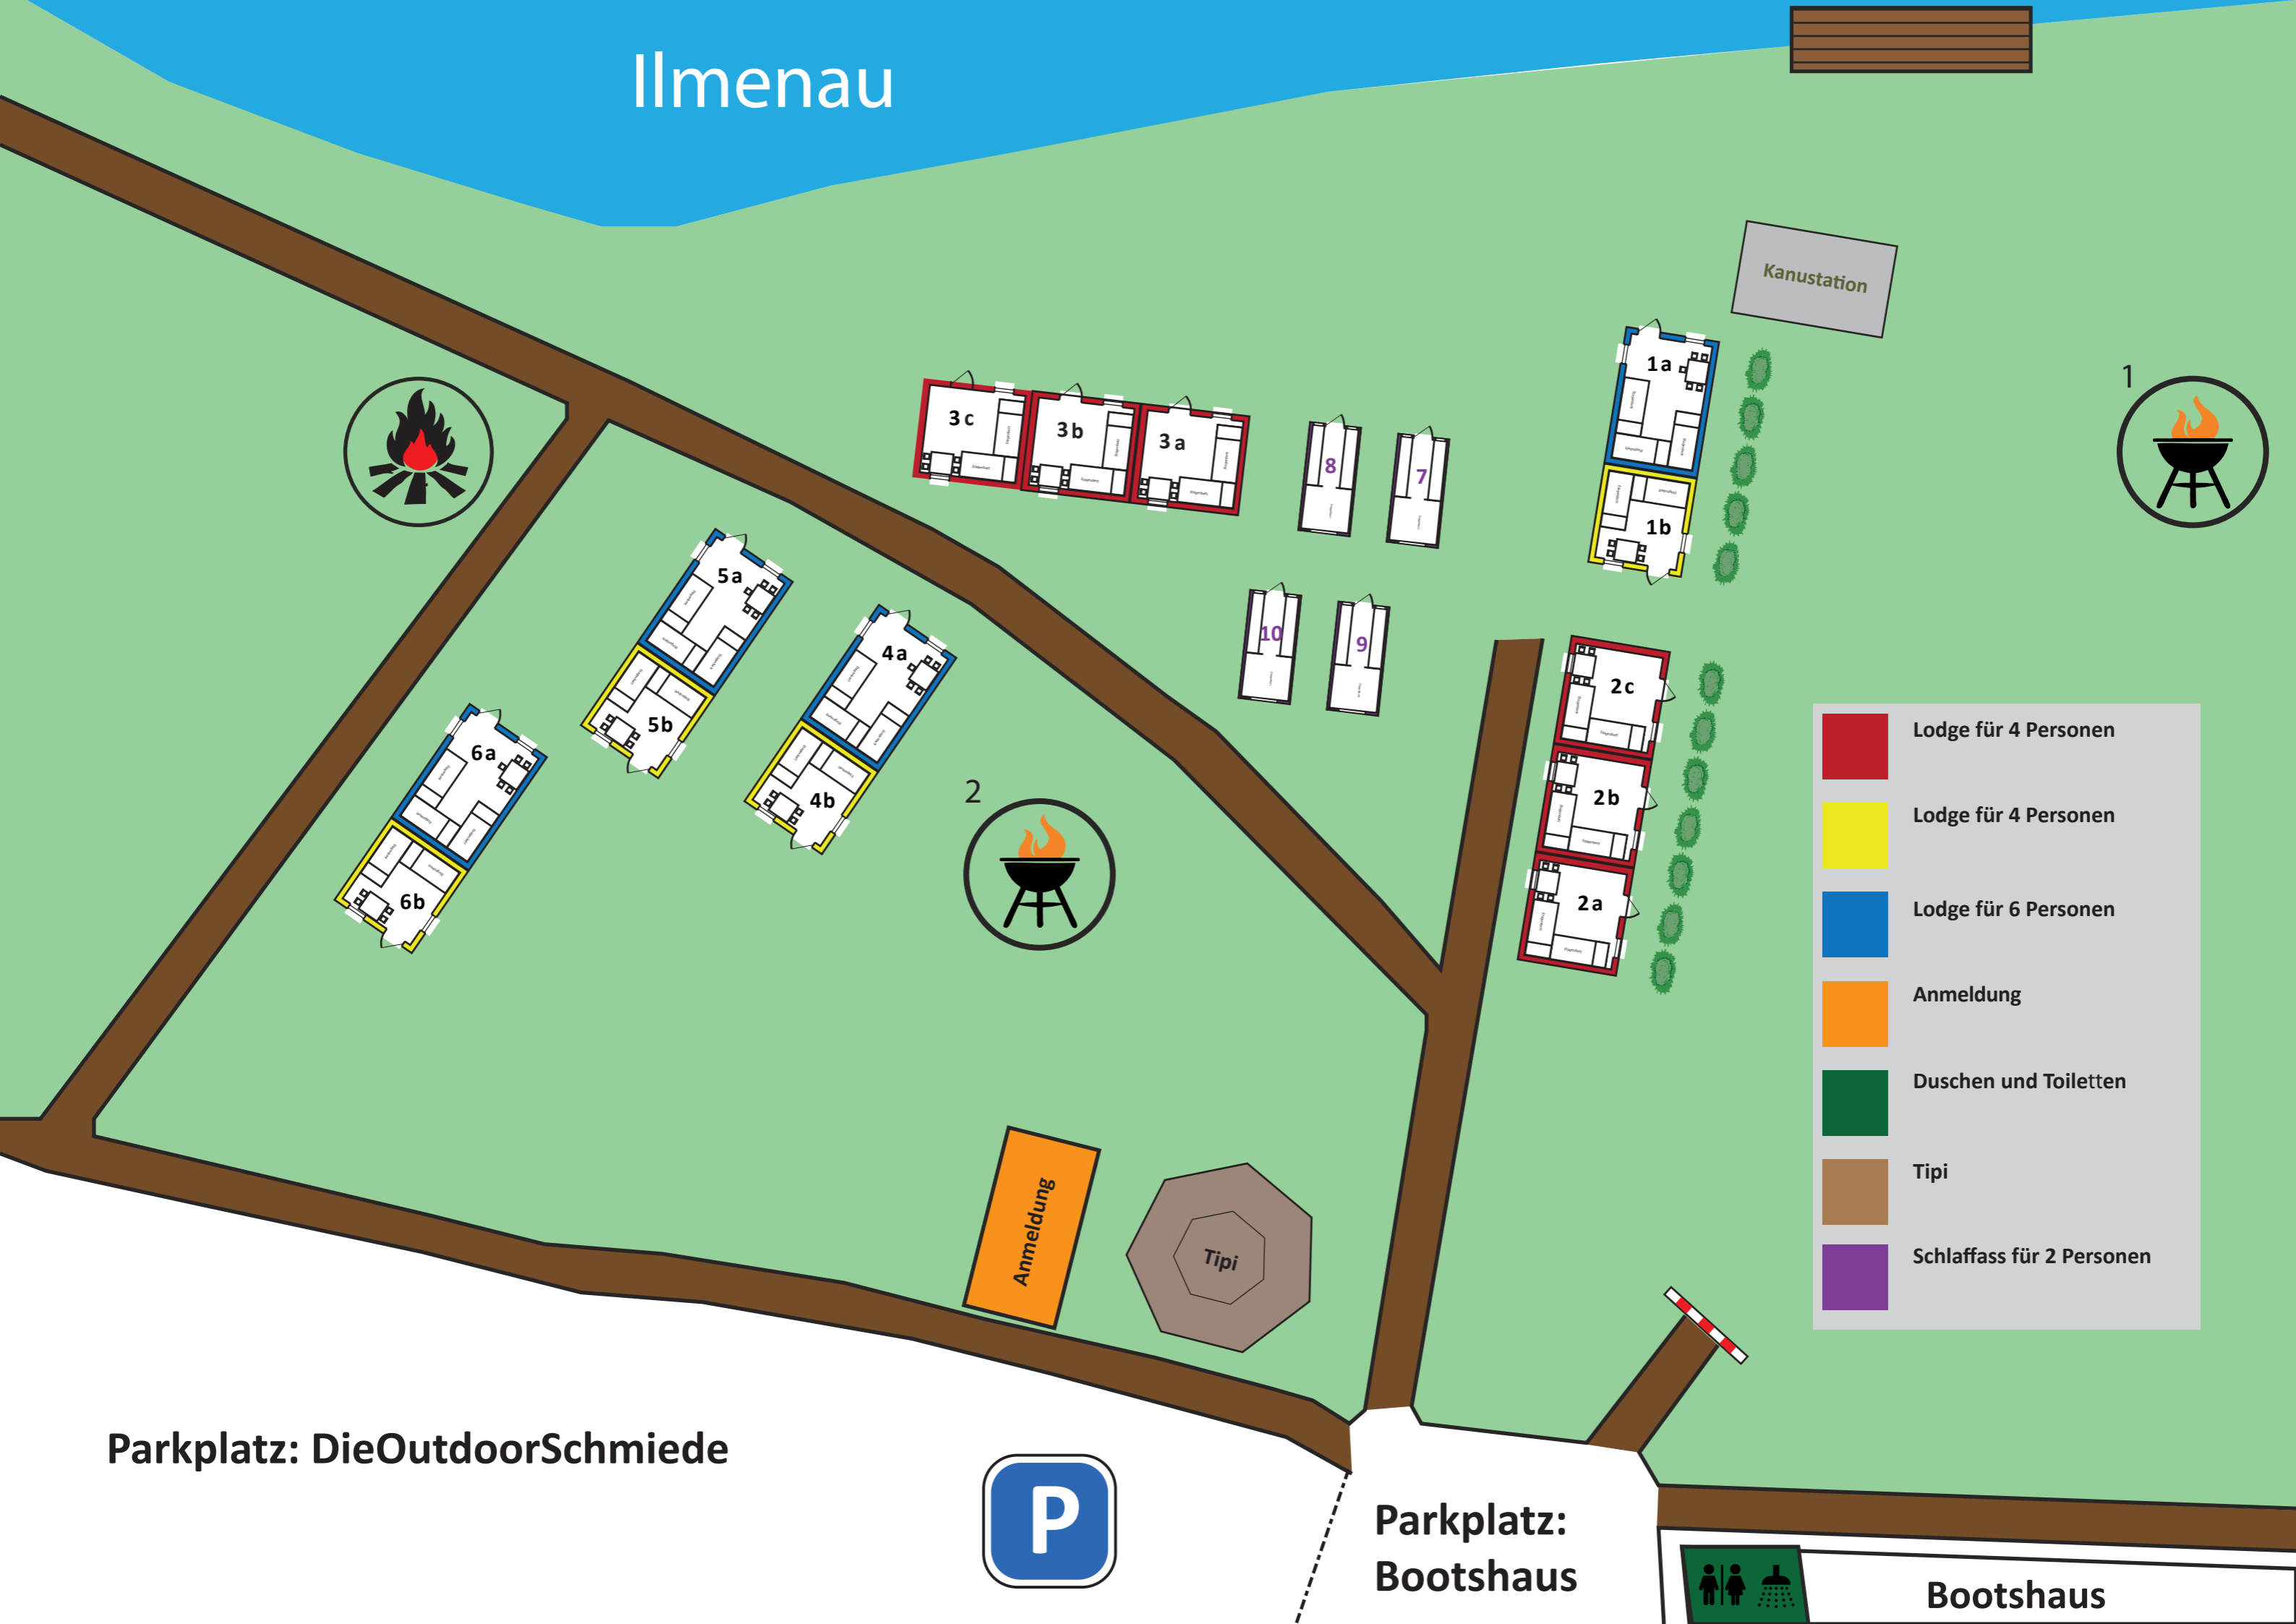 Ilmenau
Kanustation
1
1a
1b
3c
3b
3a
8
7
10
9
5a
5b
4a
4b
6a
6b
2
2c
2b
2a
Lodge für 4 Personen
Lodge für 4 Personen
Lodge für 6 Personen
Anmeldung
Duschen und Toiletten
Tipi
Schlaffass für 2 Personen
Anmeldung
Tipi
Parkplatz: DieOutdoorSchmiede
P
Parkplatz:
Bootshaus
Bootshaus